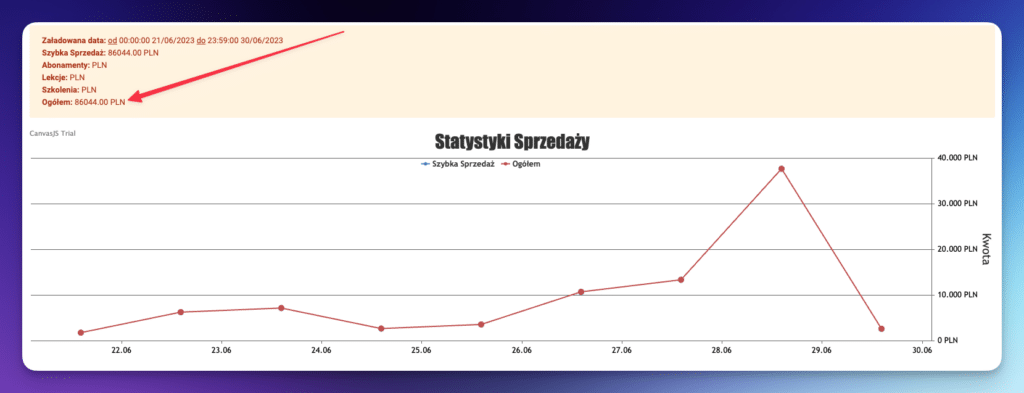 Załadowana data: od 00:00:00 21/06/2023 do 23:59:00 30/06/2023
Szybka Sprzedaż: 86044.00 PLN
Abonamenty: PLN
Lekcje: PLN
Szkolenia: PLN
Ogółem: 86044.00 PLN
CanvasJS Trial
Statystyki Sprzedaży
Szybka Sprzedaż Ogółem
40.000 PLN
30.000 PLN
20.000 PLN
10.000 PLN
0 PLN
Kwota
22.06 23.06 24.06 25.06 26.06 27.06 28.06 29.06 30.06